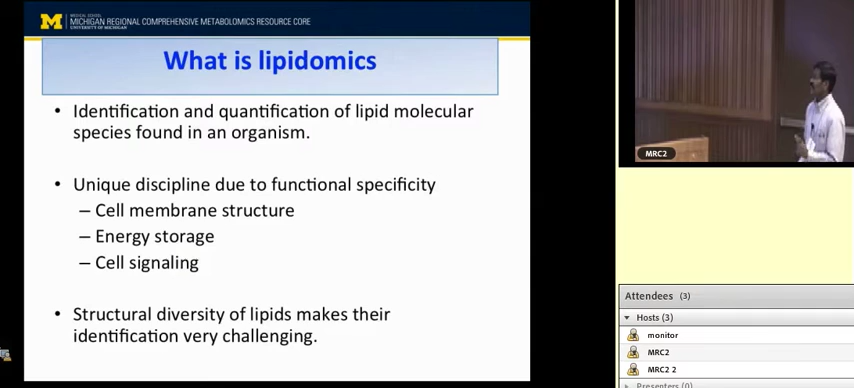 MEDICAL SCHOOL
MICHIGAN REGIONAL COMPREHENSIVE METABOLOMICS RESOURCE CORE
UNIVERSITY OF MICHIGAN
What is lipidomics
• Identification and quantification of lipid molecular
species found in an organism.
• Unique discipline due to functional specificity
– Cell membrane structure
– Energy storage
– Cell signaling
• Structural diversity of lipids makes their
identification very challenging.
MRC2
Attendees (3)
Hosts (3)
monitor
MRC2
MRC2 2
Presenters (0)